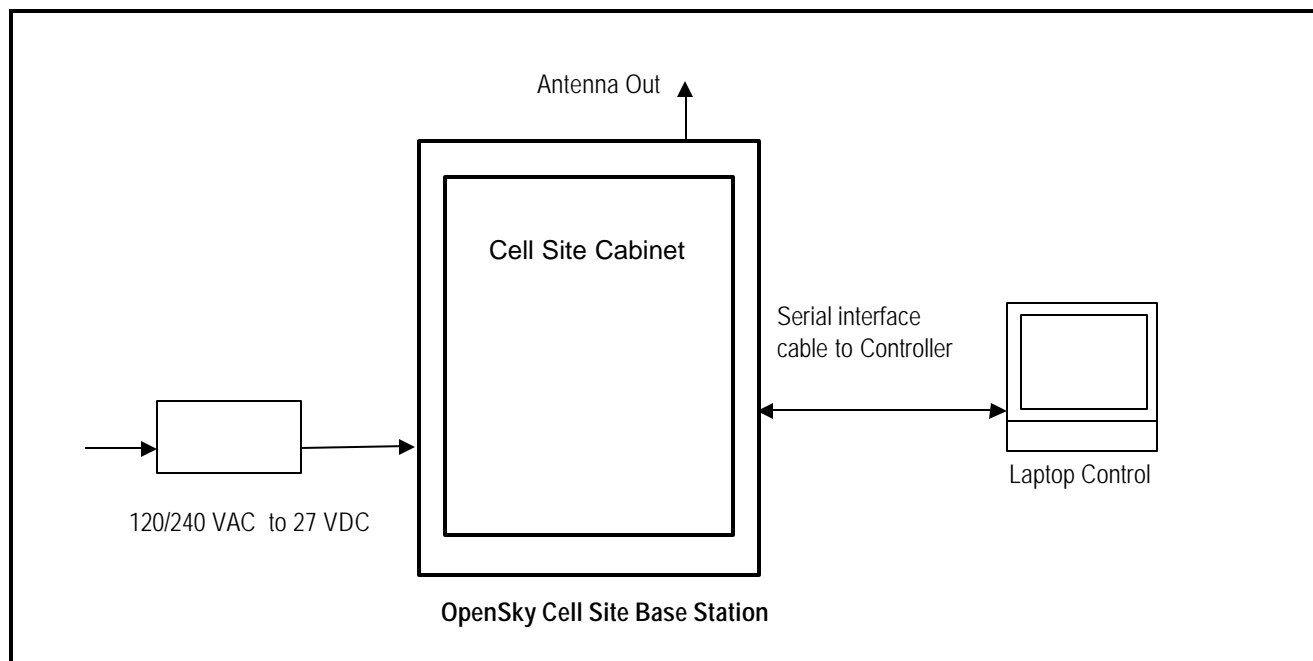 Antenna Out
Cell Site Cabinet
Serial interface
cable to Controller
Laptop Control
120/240 VAC  to 27 VDC
OpenSky Cell Site Base Station